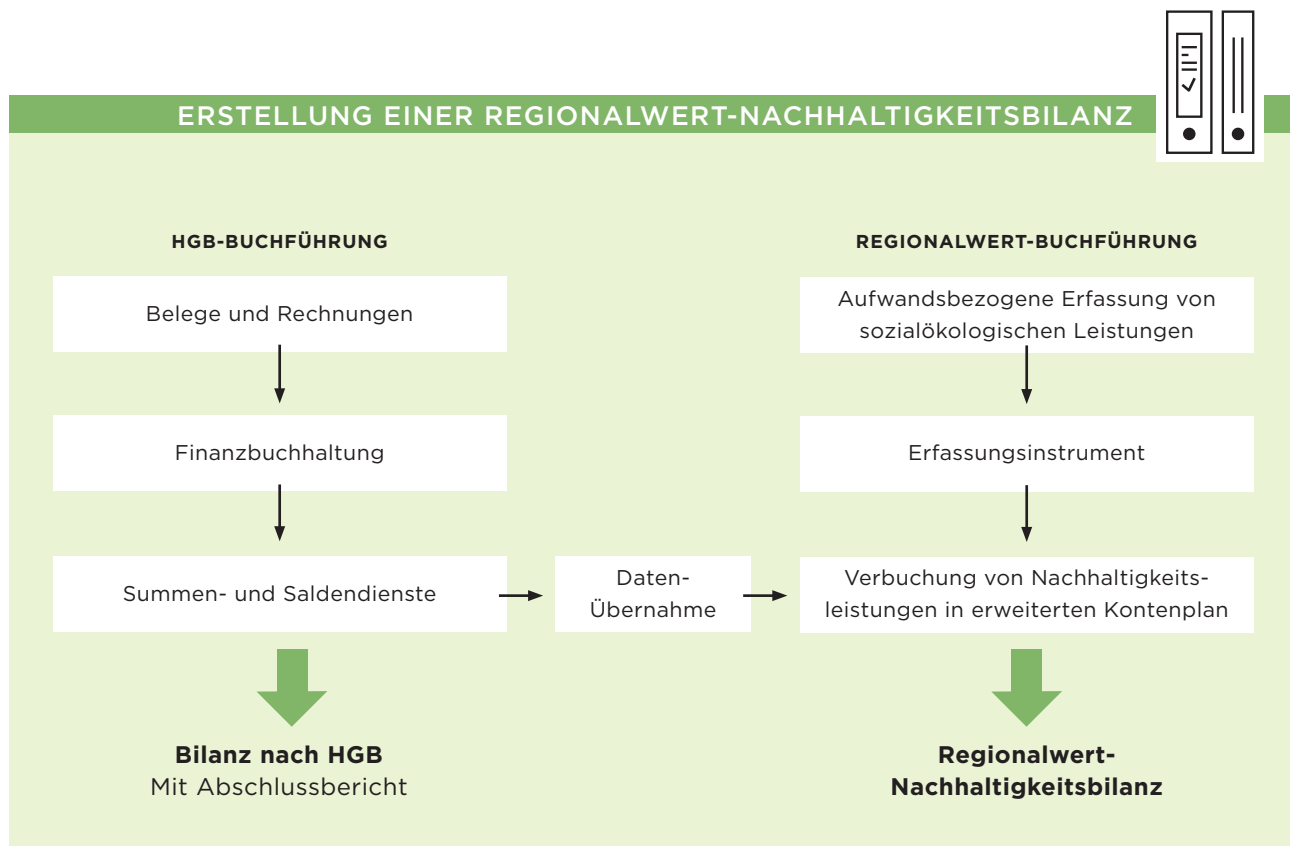 ERSTELLUNG EINER REGIONALWERT-NACHHALTIGKEITSBILANZ
HGB-BUCHFÜHRUNG
Belege und Rechnungen
Finanzbuchhaltung
Summen- und Saldendienste
Daten-
Übernahme
Bilanz nach HGB
Mit Abschlussbericht
REGIONALWERT-BUCHFÜHRUNG
Aufwandsbezogene Erfassung von
sozialökologischen Leistungen
Erfassungsinstrument
Verbuchung von Nachhaltigkeits-
leistungen in erweiterten Kontenplan
Regionalwert-
Nachhaltigkeitsbilanz